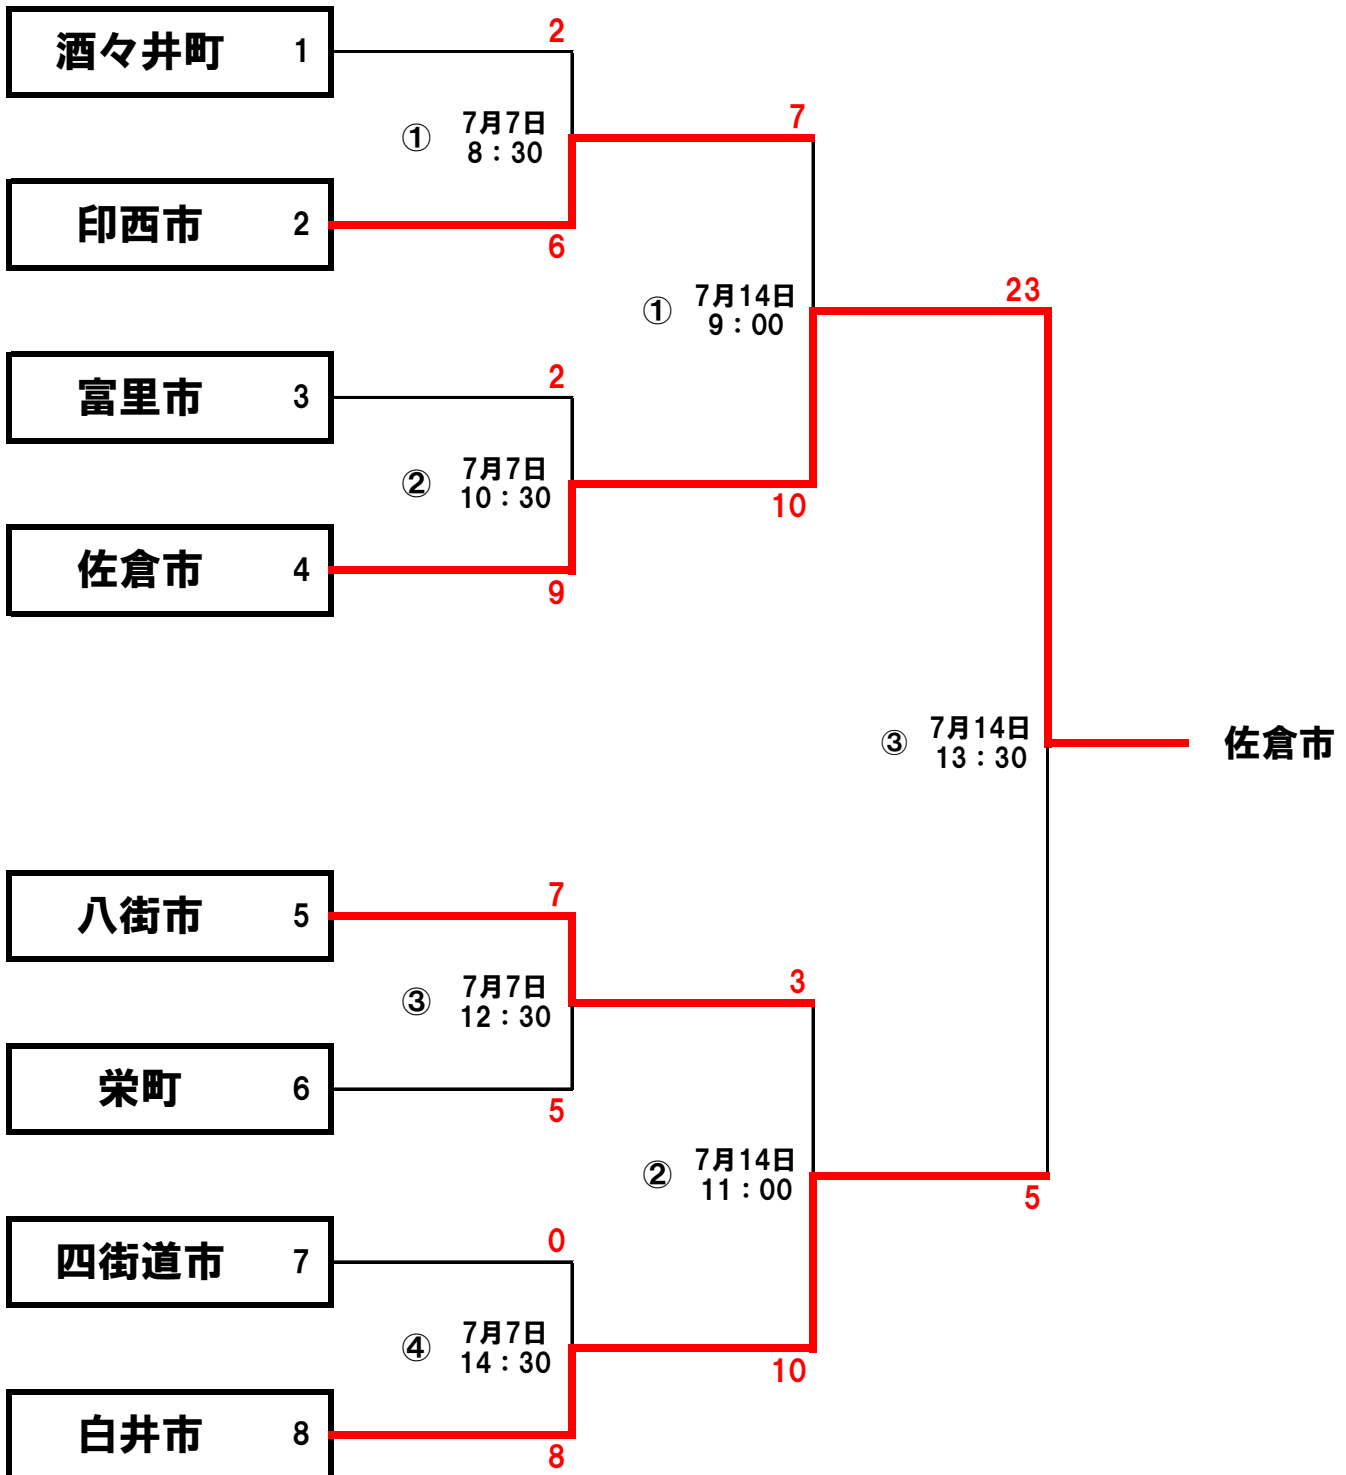 酒々井町 1
2
① 7月7日
8：30
7
印西市 2
6
① 7月14日
9：00
23
富里市 3
2
② 7月7日
10：30
10
佐倉市 4
9
③ 7月14日
13：30
佐倉市
八街市 5
7
③ 7月7日
12：30
3
栄町 6
5
② 7月14日
11：00
5
四街道市 7
0
④ 7月7日
14：30
10
白井市 8
8